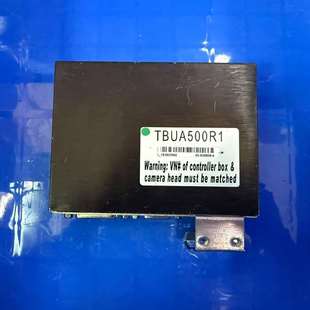 TBUA500R1
Warning: VN# of controller box &
camera head must be matched